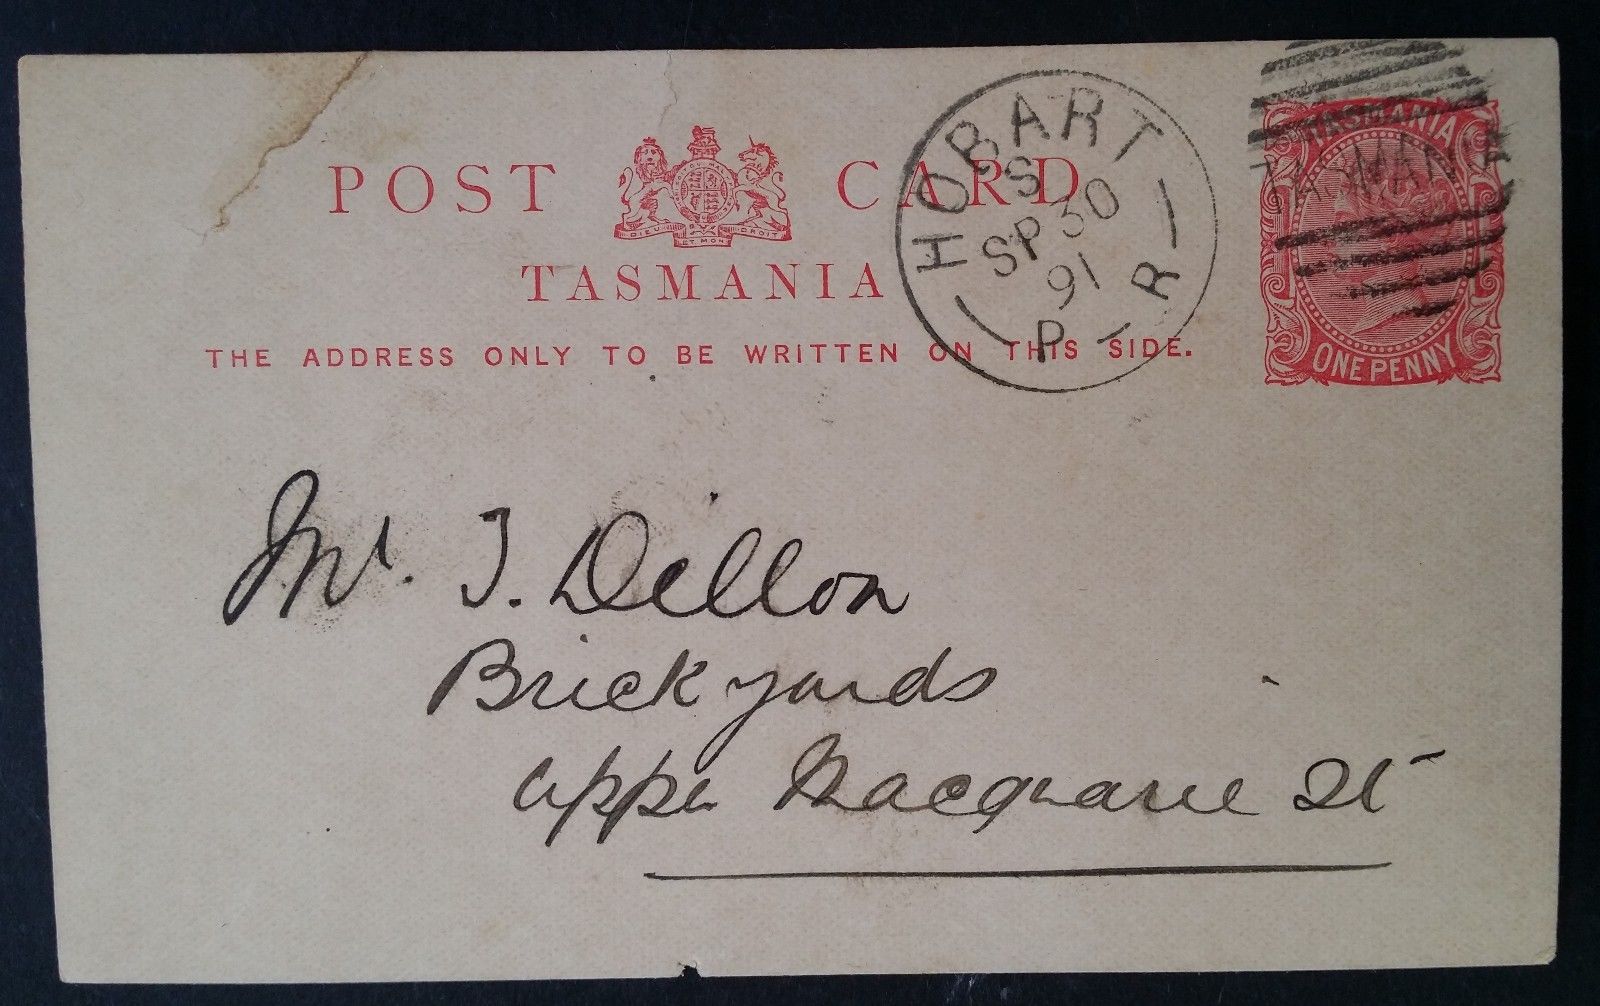 POST CARD
DIEU ET MON DROIT
TASMANIA
THE ADDRESS ONLY TO BE WRITTEN ON THIS SIDE.
HOBART
S
SP 30
91
P R
TASMANIA
TASMANIA
ONE PENNY
Mr. J. Dillon
Brickyards
Upper Macquarie St